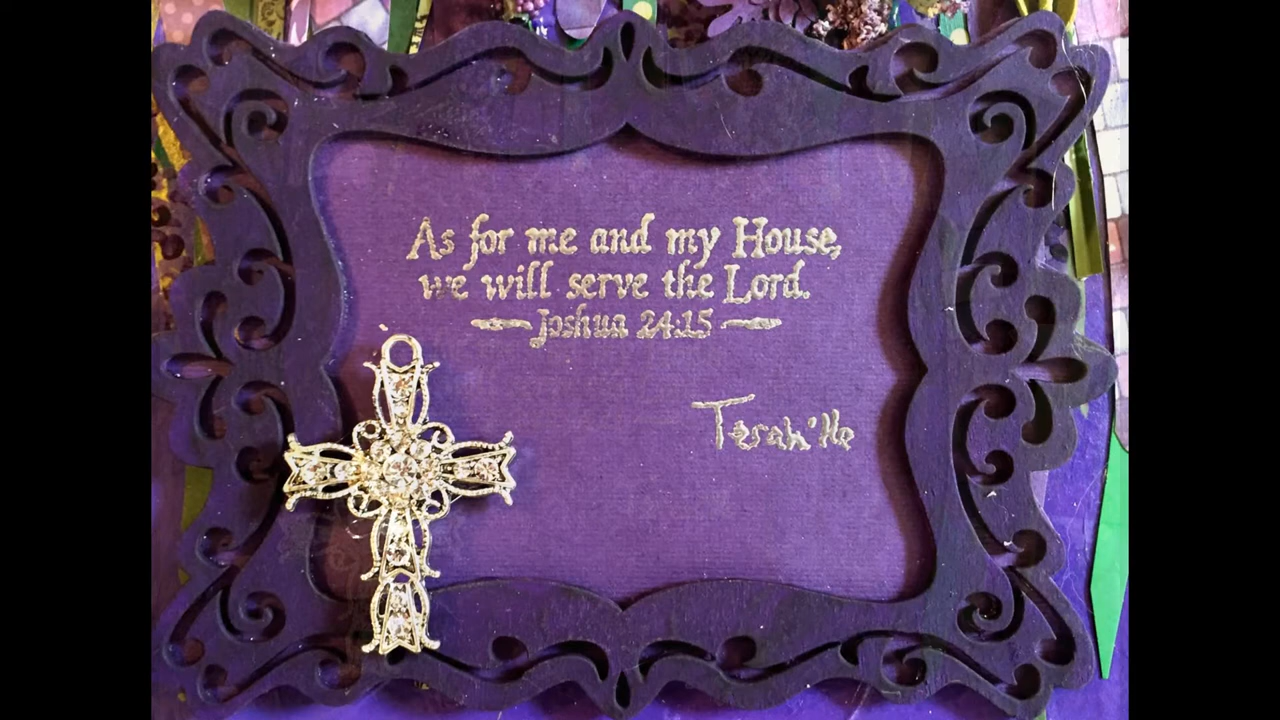 As for me and my House,
we will serve the Lord.
— Joshua 24:15 —
Terah'lle